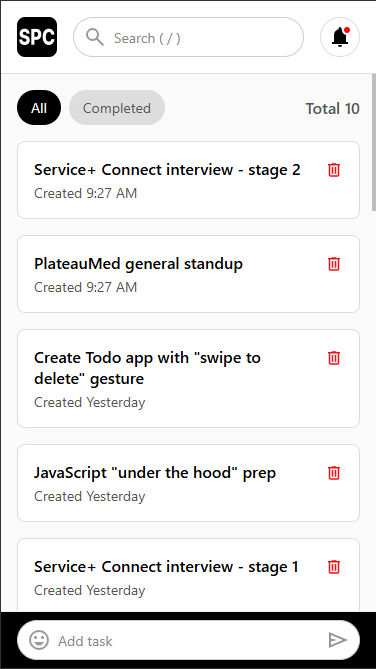 SPC
Search ( / )
All
Completed
Total 10
Service+ Connect interview - stage 2
Created 9:27 AM
PlateauMed general standup
Created 9:27 AM
Create Todo app with "swipe to
delete" gesture
Created Yesterday
JavaScript "under the hood" prep
Created Yesterday
Service+ Connect interview - stage 1
Created Yesterday
Add task